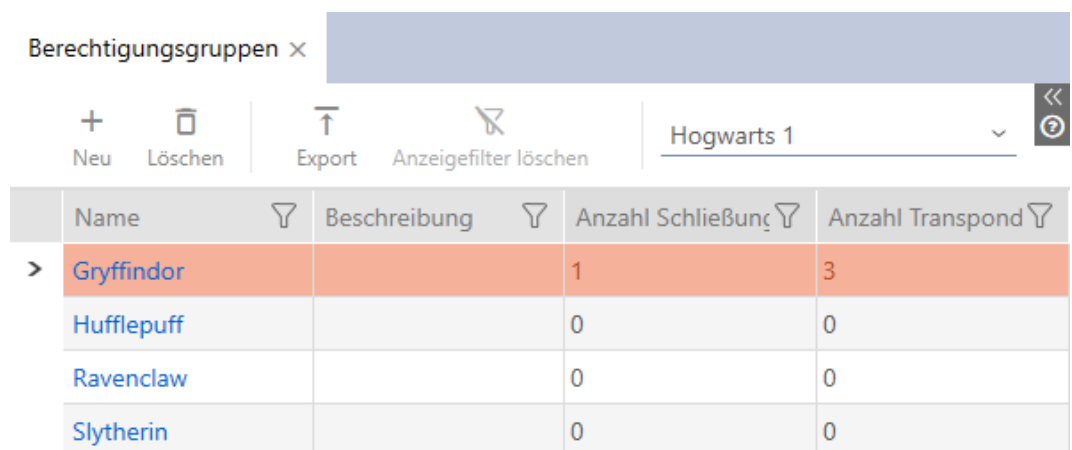 Berechtigungsgruppen
Neu Löschen Export Anzeigefilter löschen Hogwarts 1
Name Beschreibung Anzahl Schließung Anzahl Transpond
Gryffindor 1 3
Hufflepuff 0 0
Ravenclaw 0 0
Slytherin 0 0